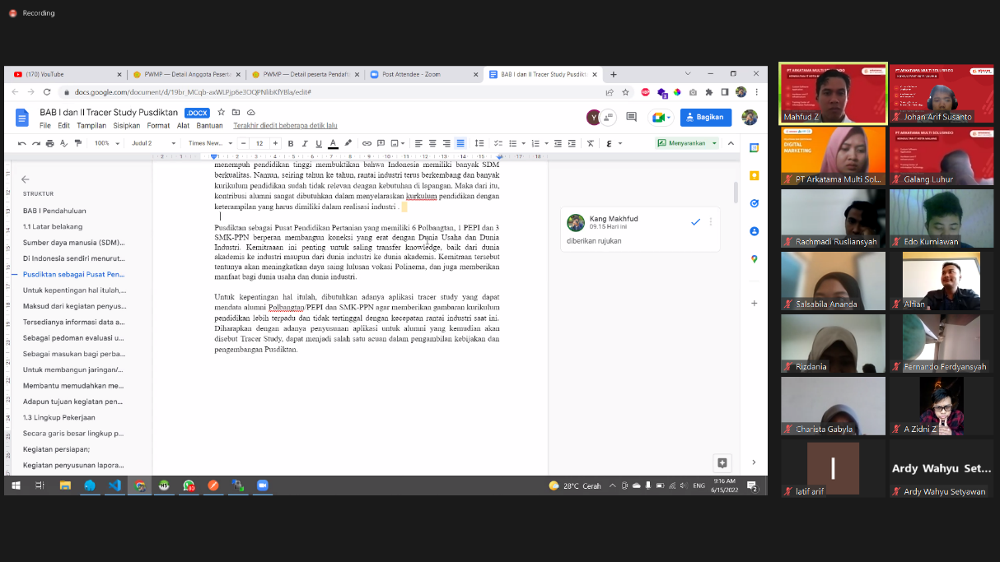 Recording
(170) YouTube
PWMP — Detail Anggota Peserta
PWMP — Detail peserta Pendaft
Post Attendee - Zoom
BAB I dan II Tracer Study Pusdikt
docs.google.com/document/d/19br_MCqb-axWLPjp6e3OQPNlibKfYBla/edit#
BAB I dan II Tracer Study Pusdiktan .DOCX
File Edit Tampilan Sisipkan Format Alat Bantuan Terakhir diedit beberapa detik lalu
Y
Bagikan
100% Judul 2 Times New... 12 Menyarankan
STRUKTUR
BAB I Pendahuluan
1.1 Latar belakang
Sumber daya manusia (SDM)...
Di Indonesia sendiri menurut...
Pusdiktan sebagai Pusat Pen...
Untuk kepentingan hal itulah,...
Maksud dari kegiatan penyus...
Tersedianya informasi data a...
Sebagai pedoman evaluasi u...
Sebagai masukan bagi perba...
Untuk membangun jaringan/...
Membantu memudahkan me...
Adapun tujuan kegiatan pen...
1.3 Lingkup Pekerjaan
Secara garis besar lingkup p...
Kegiatan persiapan;
Kegiatan penyusunan lapora...
menempuh pendidikan tinggi membuktikan bahwa Indonesia memiliki banyak SDM
berkualitas. Namun, seiring tahun ke tahun, rantai industri terus berkembang dan banyak
kurikulum pendidikan sudah tidak relevan dengan kebutuhan di lapangan. Maka dari itu,
kontribusi alumni sangat dibutuhkan dalam menyelaraskan kurkulum pendidikan dengan
keterampilan yang harus dimiliki dalam realisasi industri .
Pusdiktan sebagai Pusat Pendidikan Pertanian yang memiliki 6 Polbangtan, 1 PEPI dan 3
SMK-PPN berperan membangun koneksi yang erat dengan Dunia Usaha dan Dunia
Industri. Kemitraaan ini penting untuk saling transfer knowledge, baik dari dunia
akademis ke industri maupun dari dunia industri ke dunia akademis. Kemitraan tersebut
tentunya akan meningkatkan daya saing lulusan vokasi Polinema, dan juga memberikan
manfaat bagi dunia usaha dan dunia industri.
Untuk kepentingan hal itulah, dibutuhkan adanya aplikasi tracer study yang dapat
mendata alumni Polbangtan/PEPI dan SMK-PPN agar memberikan gambaran kurikulum
pendidikan lebih terpadu dan tidak tertinggal dengan kecepatan rantai industri saat ini.
Diharapkan dengan adanya penyusunan aplikasi untuk alumni yang kemudian akan
disebut Tracer Study, dapat menjadi salah satu acuan dalam pengambilan kebijakan dan
pengembangan Pusdiktan.
Kang Makhfud
09.15 Hari ini
diberikan rujukan
80
28°C Cerah
ENG
9:16 AM
6/15/2022
2
PT ARKATAMA MULTI SOLUSINDO
Mahfud Z
Johan Arif Susanto
DIGITAL
MARKETING
PT Arkatama Multi Sol...
PT ARKATAMA MULTI SOLUSINDO
Galang Luhur
Rachmadi Rusliansyah
Edo Kurniawan
Salsabila Ananda
Alfian
Rizdania
Fernando Ferdyansyah
Charista Gabyla
A Zidni Z
I
latif arif
Ardy Wahyu Set...
Ardy Wahyu Setyawan